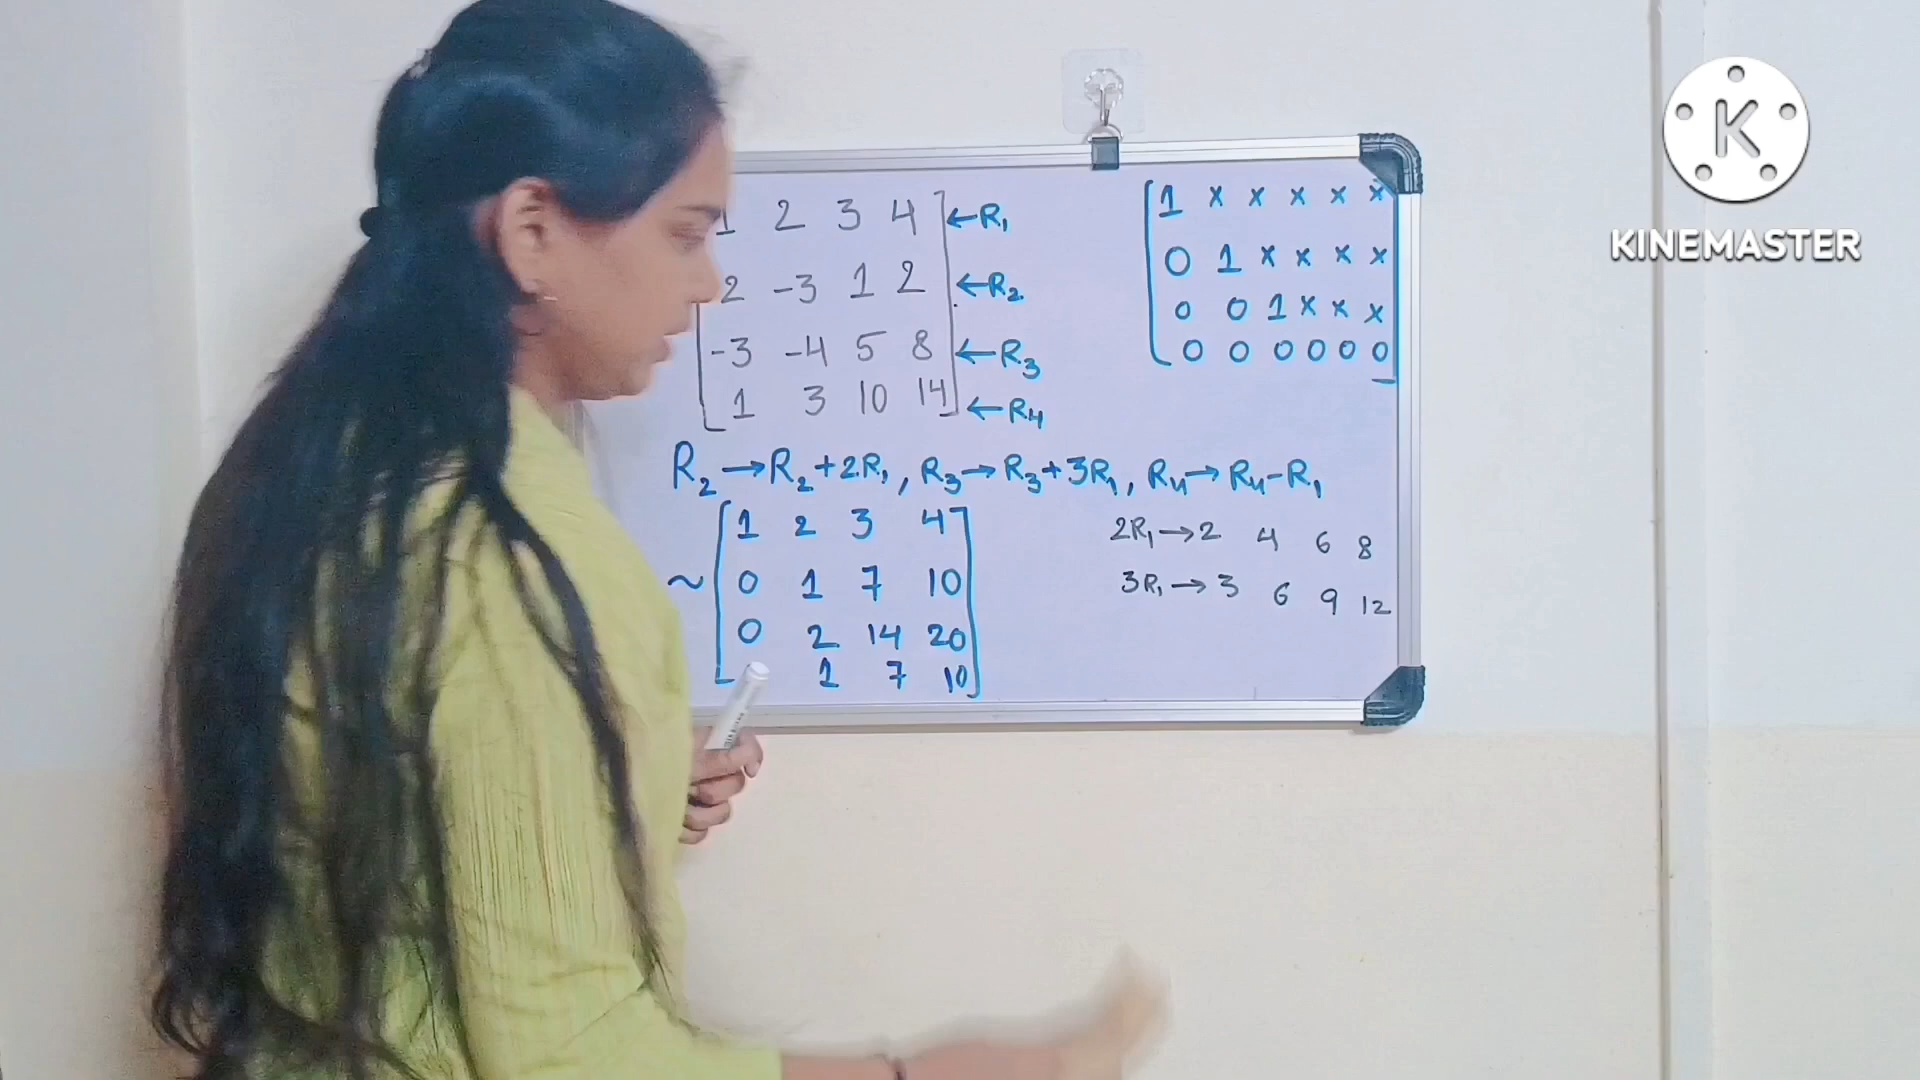 1 2 3 4 ←R1
2 -3 1 2 ←R2
-3 -4 5 8 ←R3
1 3 10 14 ←R4
1 x x x x x
0 1 x x x x
0 0 1 x x x
0 0 0 0 0 0
R2→R2+2R1, R3→R3+3R1, R4→R4-R1
1 2 3 4
~ 0 1 7 10
0 2 14 20
1 7 10
2R1→2 4 6 8
3R1→3 6 9 12
K
KINEMASTER